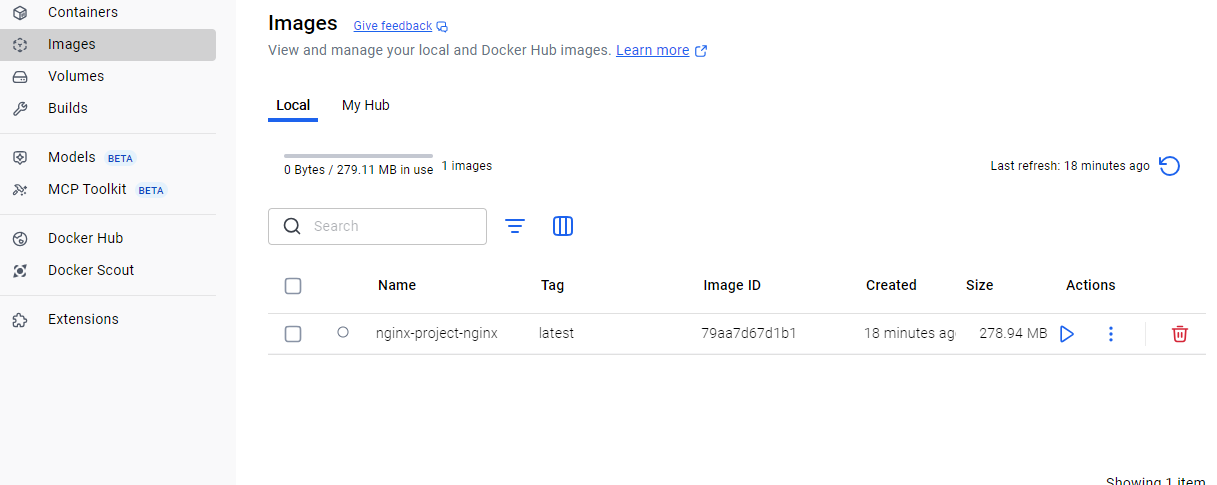 Containers
Images
Volumes
Builds
Models BETA
MCP Toolkit BETA
Docker Hub
Docker Scout
Extensions
Images Give feedback
View and manage your local and Docker Hub images. Learn more
Local My Hub
0 Bytes / 279.11 MB in use 1 images
Last refresh: 18 minutes ago
Search
Name Tag Image ID Created Size Actions
nginx-project-nginx latest 79aa7d67d1b1 18 minutes ag 278.94 MB
Showing 1 item